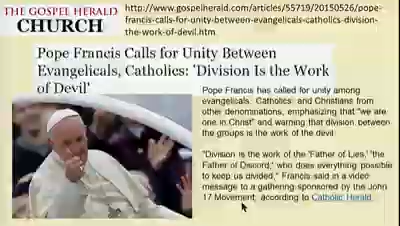 THE GOSPEL HERALD
CHURCH
http://www.gospelherald.com/articles/55719/20150526/pope-
francis-calls-for-unity-between-evangelicals-catholics-division-
the-work-of-devil.htm
Pope Francis Calls for Unity Between
Evangelicals, Catholics: 'Division Is the Work
of Devil'
Pope Francis has called for unity among
evangelicals Catholics and Christians from
other denominations, emphasizing that "we are
one in Christ" and warning that division between
the groups is the work of the devil
"Division is the work of the 'Father of Lies,' 'the
Father of Discord,' who does everything possible
to keep us divided," Francis said in a video
message to a gathering sponsored by the John
17 Movement, according to Catholic Herald